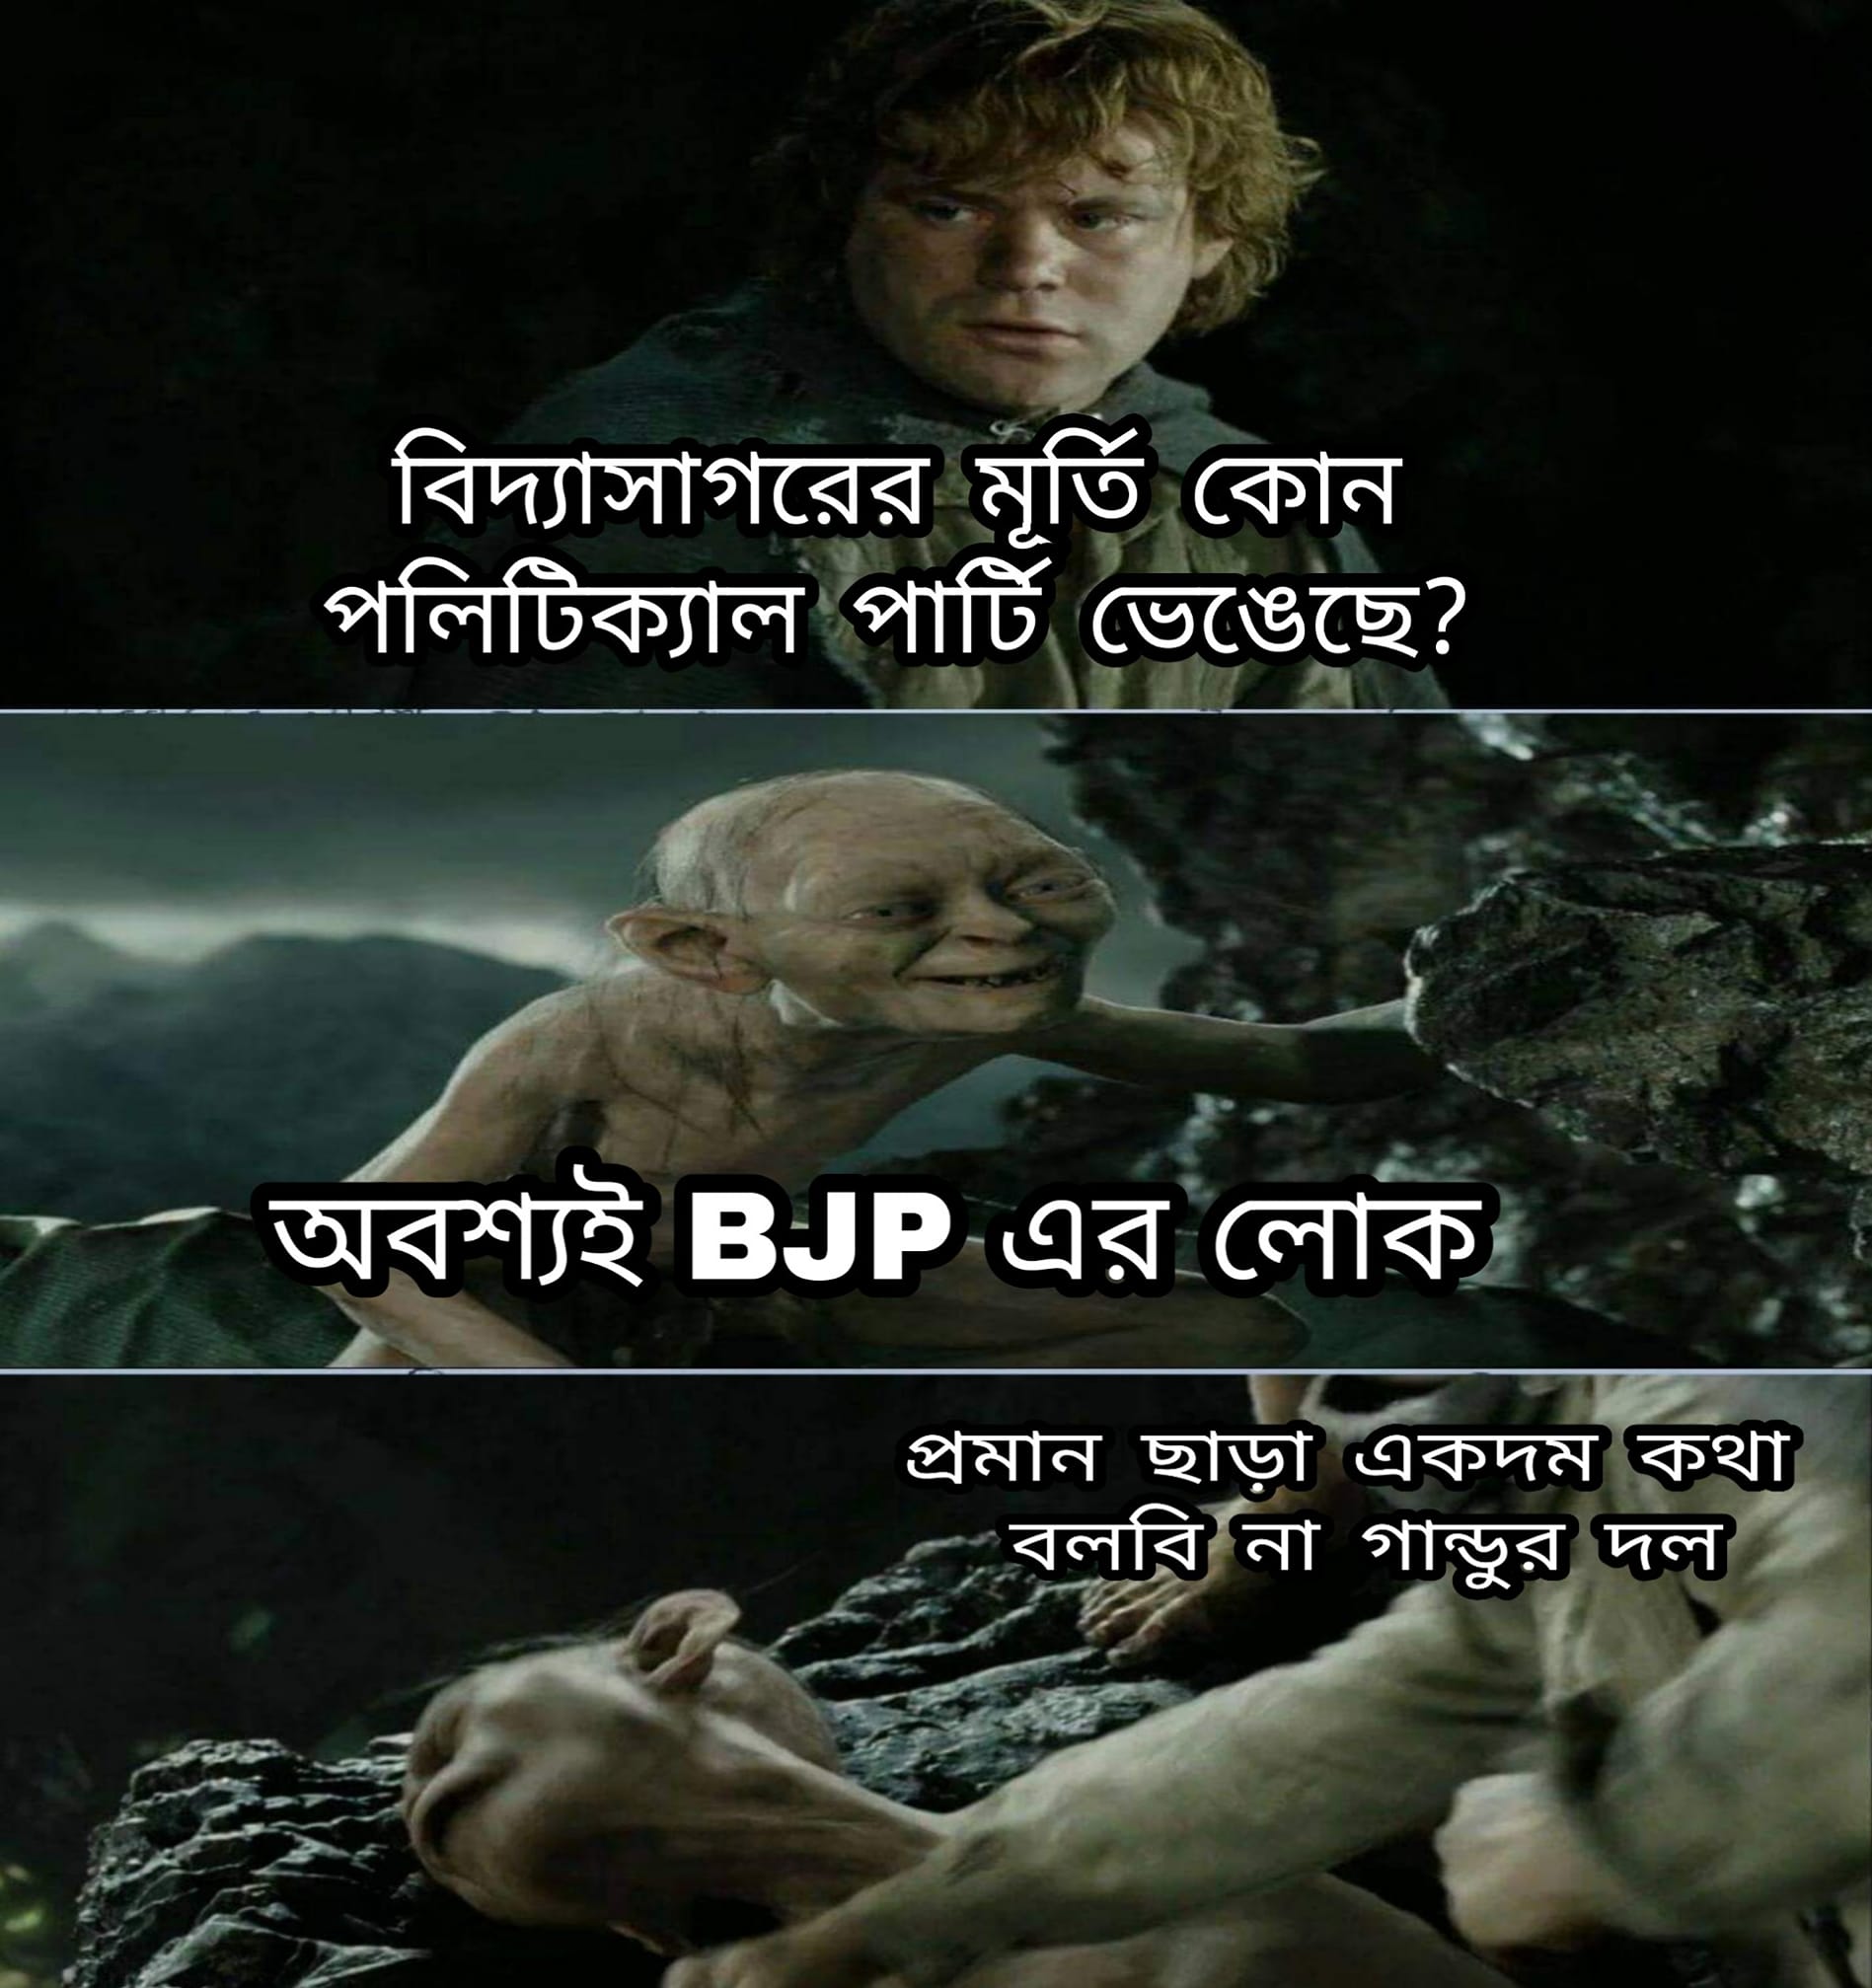 বিদ্যাসাগরের মূর্তি কোন
পলিটিক্যাল পার্টি ভেঙেছে?
অবশ্যই BJP এর লোক
প্রমান ছাড়া একদম কথা
বলবি না গান্ডুর দল